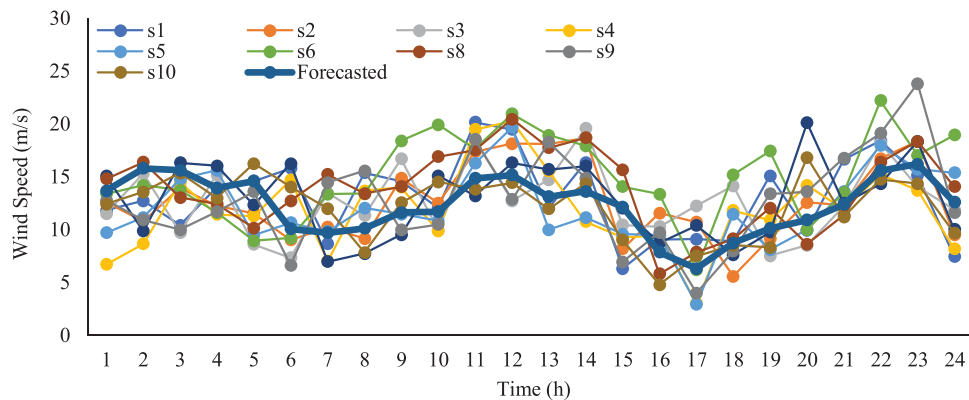 30
25
20
15
10
5
0
Wind Speed (m/s)
s1 s2 s3 s4
s5 s6 s8 s9
s10 Forecasted
1 2 3 4 5 6 7 8 9 10 11 12 13 14 15 16 17 18 19 20 21 22 23 24
Time (h)